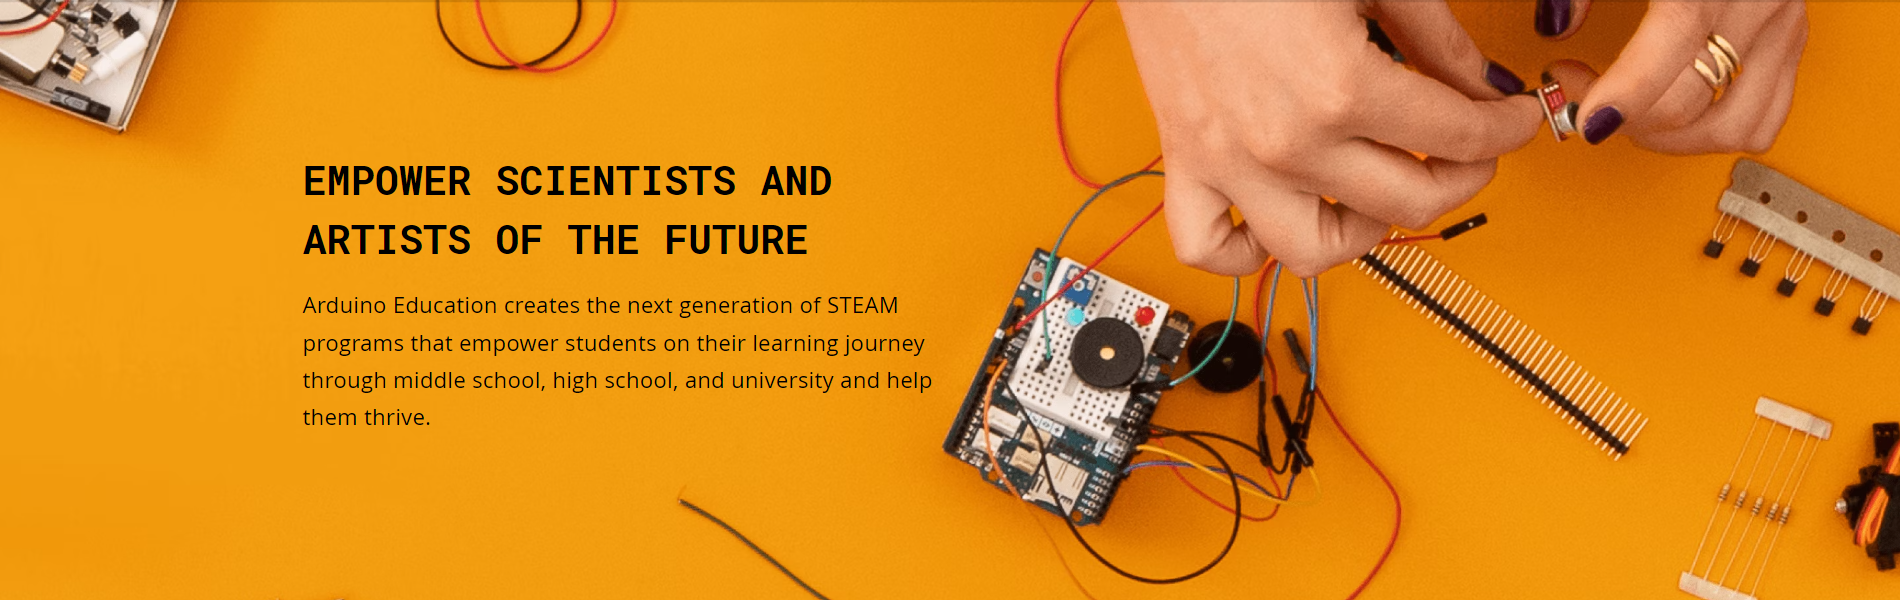 EMPOWER SCIENTISTS AND
ARTISTS OF THE FUTURE
Arduino Education creates the next generation of STEAM
programs that empower students on their learning journey
through middle school, high school, and university and help
them thrive.